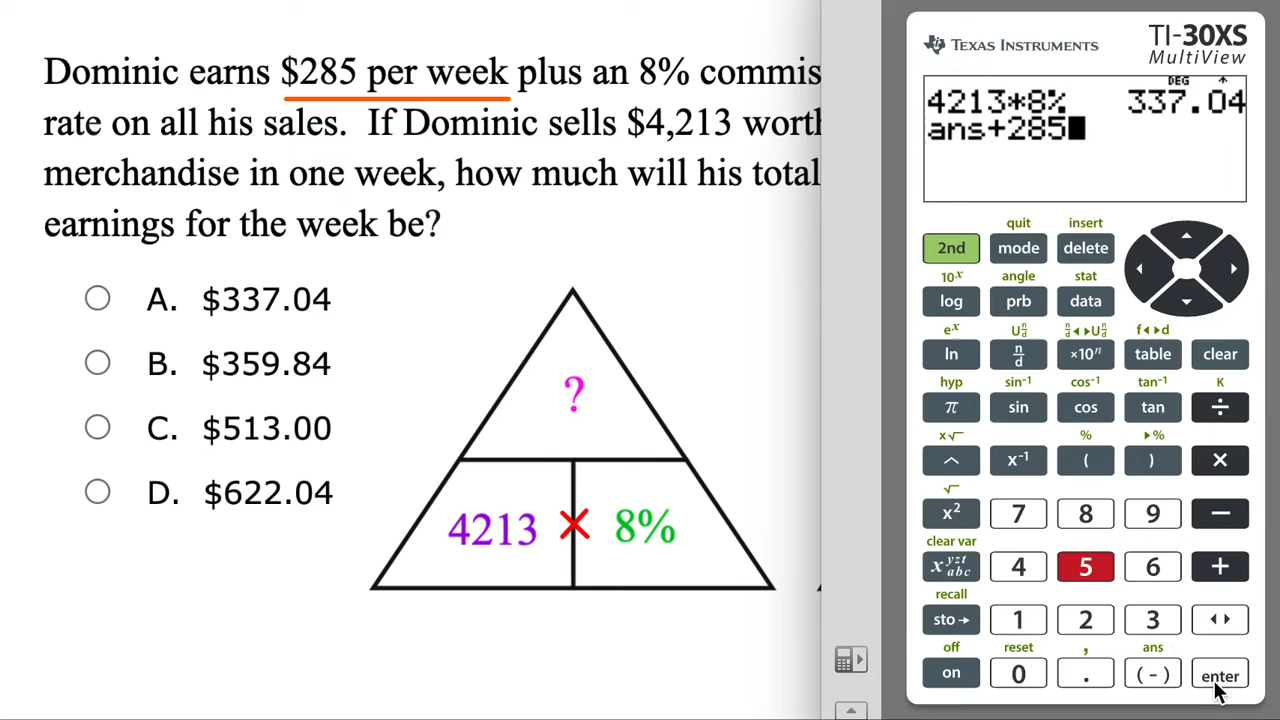 Dominic earns $285 per week plus an 8% commis
rate on all his sales. If Dominic sells $4,213 worth
merchandise in one week, how much will his total
earnings for the week be?
A. $337.04
B. $359.84
C. $513.00
D. $622.04
?
4213 × 8%
TEXAS INSTRUMENTS
TI-30XS
MultiView
DEG
4213*8% 337.04
ans+285
quit insert
2nd mode delete
10ˣ angle stat
log prb data
eˣ U n/d n/d ◄►U n/d f◄►d
ln n/d ×10ⁿ table clear
hyp sin⁻¹ cos⁻¹ tan⁻¹ K
π sin cos tan ÷
x√ % ►%
^ x⁻¹ ( ) ×
√
x² 7 8 9 −
clear var
x yzt abc 4 5 6 +
recall
sto→ 1 2 3 ◄►
off reset , ans
on 0 . (-) enter